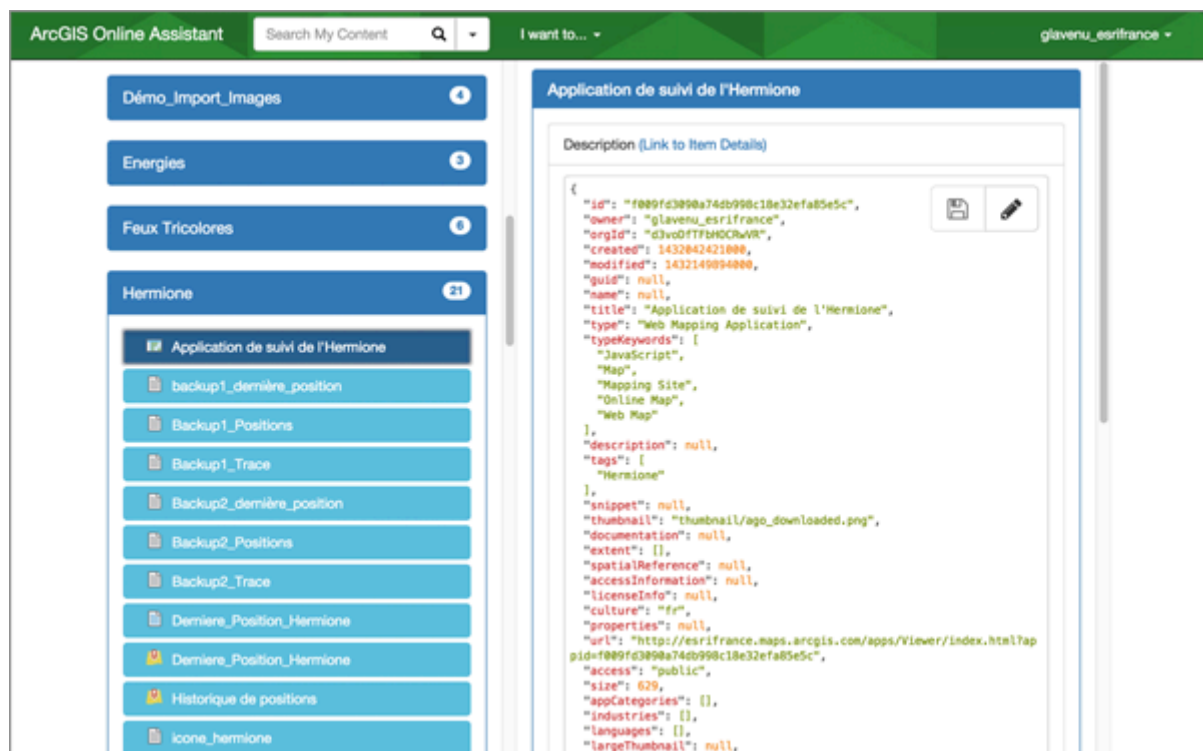 ArcGIS Online Assistant
Search My Content
I want to...
glavenu_esrifrance
Démo_Import_Images
4
Energies
3
Feux Tricolores
6
Hermione
21
Application de suivi de l'Hermione
backup1_dernière_position
Backup1_Positions
Backup1_Trace
Backup2_dernière_position
Backup2_Positions
Backup2_Trace
Derniere_Position_Hermione
Derniere_Position_Hermione
Historique de positions
icone_hermione
Application de suivi de l'Hermione
Description (Link to Item Details)
{
"id": "f009fd3090a74db998c18e32efa85e5c",
"owner": "glavenu_esrifrance",
"orgId": "d3voDfTFbHOCRwVR",
"created": 1432042421000,
"modified": 1432149894000,
"guid": null,
"name": null,
"title": "Application de suivi de l'Hermione",
"type": "Web Mapping Application",
"typeKeywords": [
"JavaScript",
"Map",
"Mapping Site",
"Online Map",
"Web Map"
],
"description": null,
"tags": [
"Hermione"
],
"snippet": null,
"thumbnail": "thumbnail/ago_downloaded.png",
"documentation": null,
"extent": [],
"spatialReference": null,
"accessInformation": null,
"licenseInfo": null,
"culture": "fr",
"properties": null,
"url": "http://esrifrance.maps.arcgis.com/apps/Viewer/index.html?ap
pid=f009fd3090a74db998c18e32efa85e5c",
"access": "public",
"size": 629,
"appCategories": [],
"industries": [],
"languages": [],
"largeThumbnail": null,